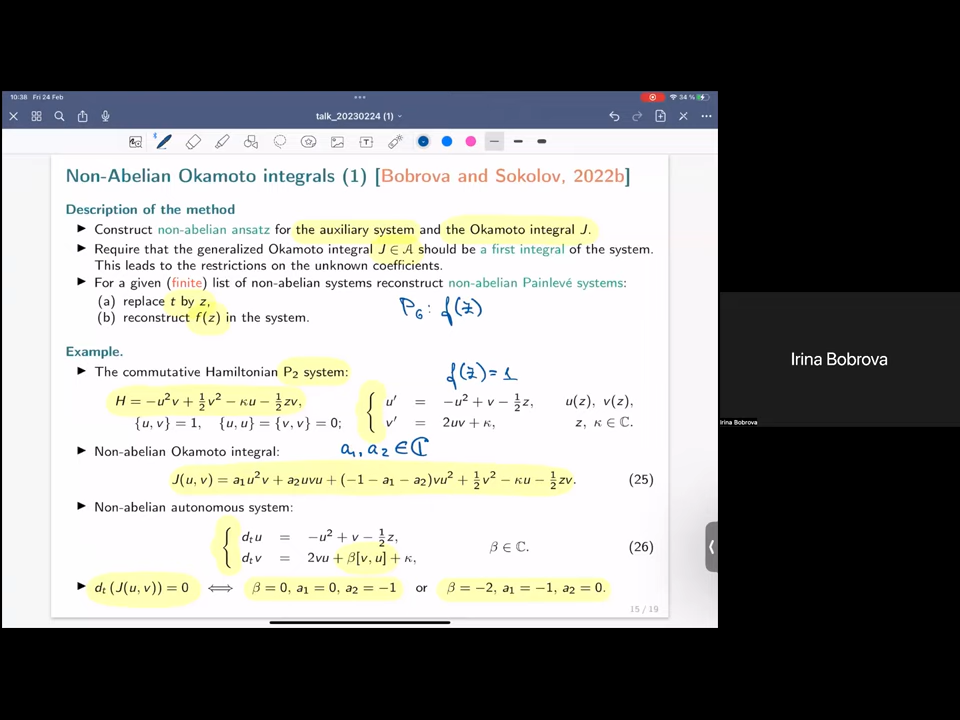 10:38 Fri 24 Feb
34 %
talk_20230224 (1)
Non-Abelian Okamoto integrals (1) [Bobrova and Sokolov, 2022b]
Description of the method
▶ Construct non-abelian ansatz for the auxiliary system and the Okamoto integral J.
▶ Require that the generalized Okamoto integral J ∈ 𝒜 should be a first integral of the system.
This leads to the restrictions on the unknown coefficients.
▶ For a given (finite) list of non-abelian systems reconstruct non-abelian Painlevé systems:
(a) replace t by z,
(b) reconstruct f(z) in the system.
P₆ : f(z)
Example.
▶ The commutative Hamiltonian P₂ system:
f(z) = 1
H = −u²v + ½v² − κu − ½zv,
{u, v} = 1, {u, u} = {v, v} = 0;
{ u′ = −u² + v − ½z, u(z), v(z),
v′ = 2uv + κ, z, κ ∈ ℂ.
▶ Non-abelian Okamoto integral:
a₁, a₂ ∈ ℂ
J(u, v) = a₁u²v + a₂uvu + (−1 − a₁ − a₂)vu² + ½v² − κu − ½zv. (25)
▶ Non-abelian autonomous system:
{ dₜu = −u² + v − ½z,
dₜv = 2vu + β[v, u] + κ, β ∈ ℂ. (26)
▶ dₜ (J(u, v)) = 0 ⟺ β = 0, a₁ = 0, a₂ = −1 or β = −2, a₁ = −1, a₂ = 0.
15 / 19
Irina Bobrova
Irina Bobrova